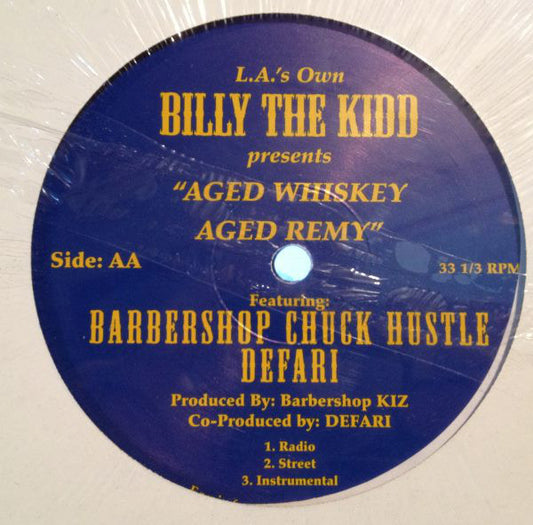 L.A.'s Own
BILLY THE KIDD
presents
"AGED WHISKEY
AGED REMY"
Side: AA
33 1/3 RPM
Featuring:
BARBERSHOP CHUCK HUSTLE
DEFARI
Produced By: Barbershop KIZ
Co-Produced by: DEFARI
1. Radio
2. Street
3. Instrumental